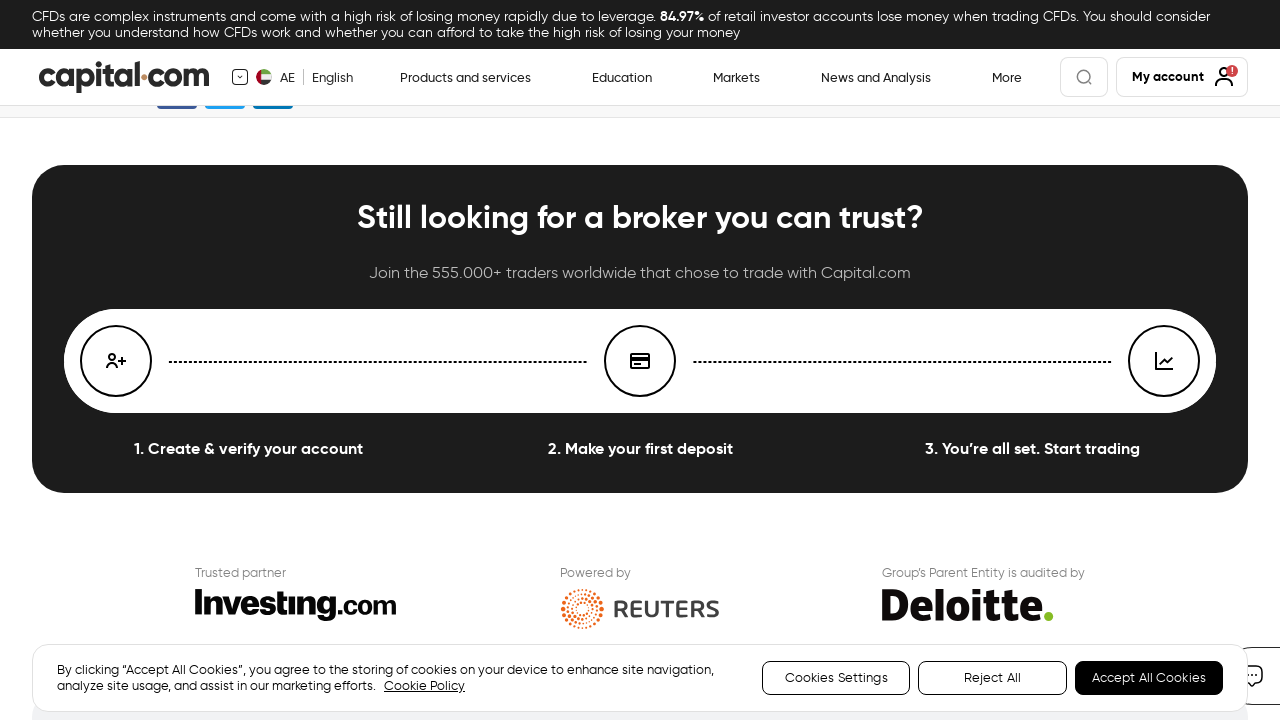 CFDs are complex instruments and come with a high risk of losing money rapidly due to leverage. 84.97% of retail investor accounts lose money when trading CFDs. You should consider
whether you understand how CFDs work and whether you can afford to take the high risk of losing your money
capital.com
AE English
Products and services
Education
Markets
News and Analysis
More
My account
!
Still looking for a broker you can trust?
Join the 555.000+ traders worldwide that chose to trade with Capital.com
1. Create & verify your account
2. Make your first deposit
3. You’re all set. Start trading
Trusted partner
Investing.com
Powered by
REUTERS
Group’s Parent Entity is audited by
Deloitte.
By clicking “Accept All Cookies”, you agree to the storing of cookies on your device to enhance site navigation,
analyze site usage, and assist in our marketing efforts. Cookie Policy
Cookies Settings
Reject All
Accept All Cookies